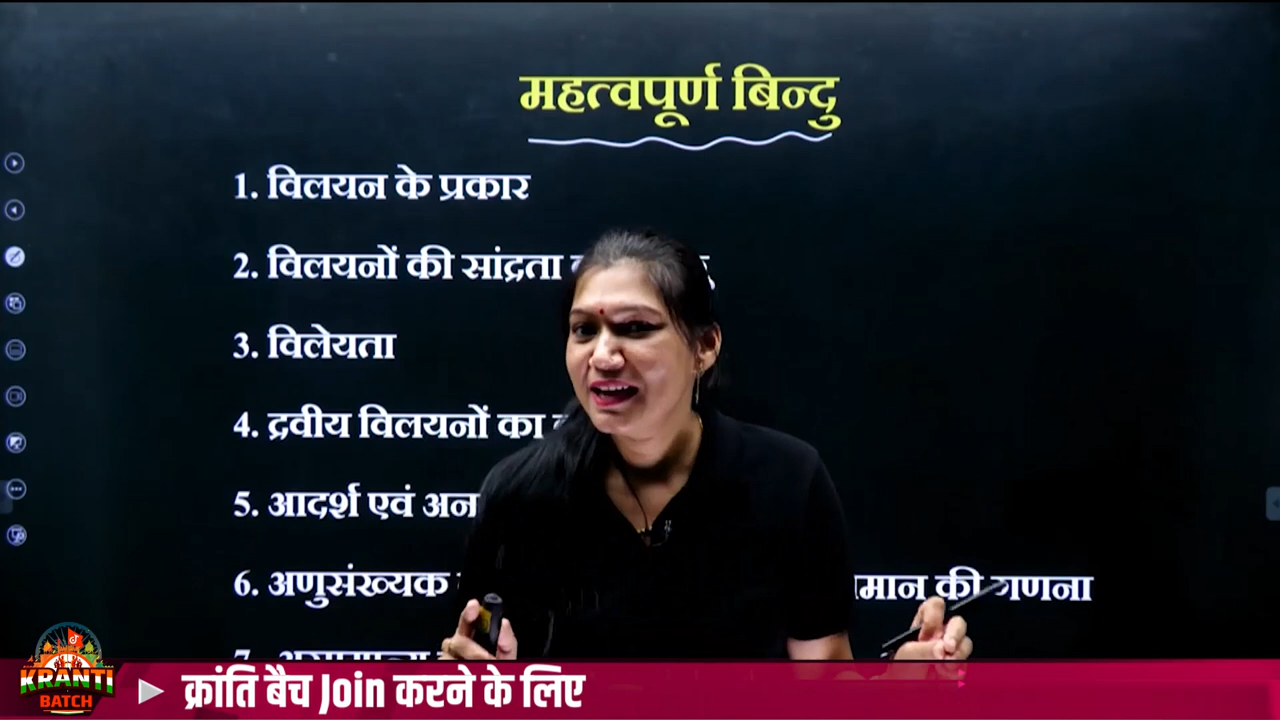 महत्वपूर्ण बिन्दु
1. विलयन के प्रकार
2. विलयनों की सांद्रता
3. विलेयता
4. द्रवीय विलयनों का
5. आदर्श एवं
6. अणुसंख्यक की गणना
7.
KRANTI
BATCH
क्रांति बैच Join करने के लिए